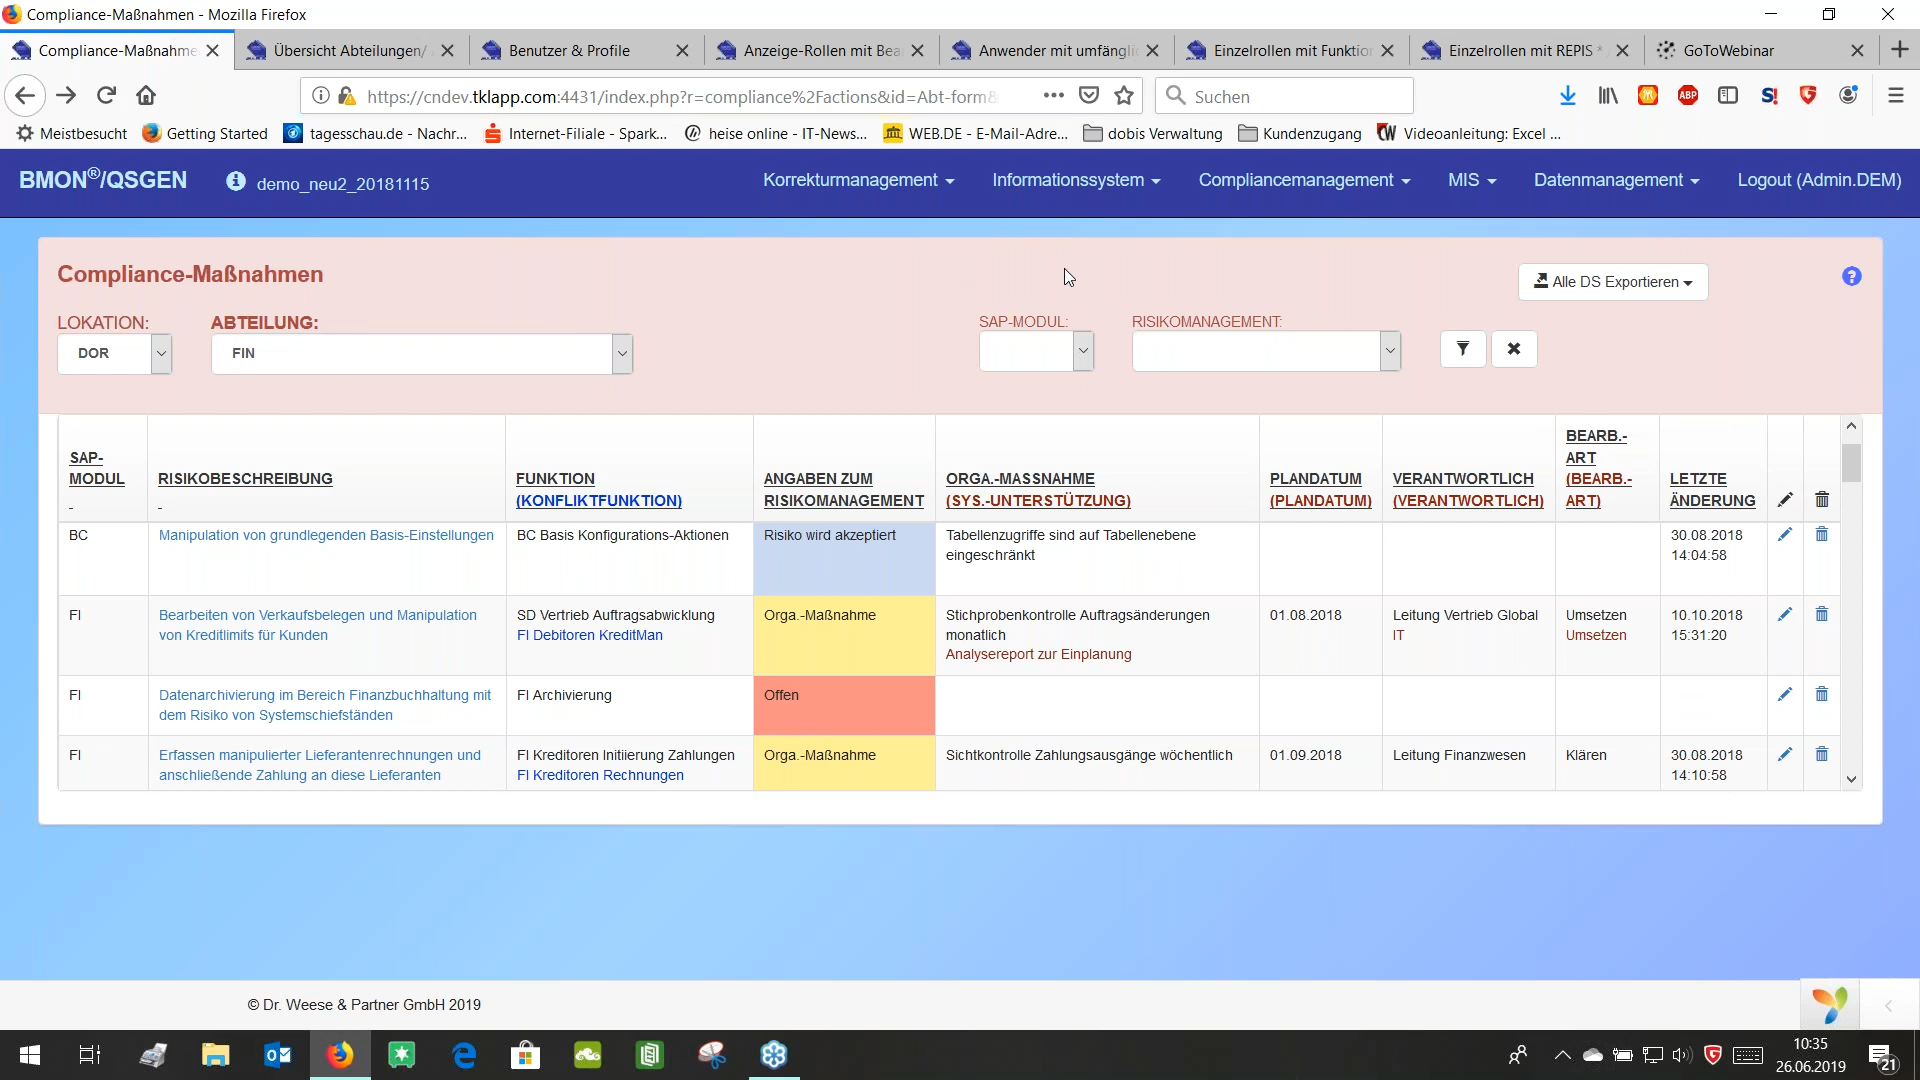 Compliance-Maßnahmen - Mozilla Firefox
Compliance-Maßnahme
Übersicht Abteilungen/
Benutzer & Profile
Anzeige-Rollen mit Bea
Anwender mit umfängli
Einzelrollen mit Funktio
Einzelrollen mit REPIS *
GoToWebinar
https://cndev.tklapp.com:4431/index.php?r=compliance%2Factions&id=Abt-form&
Suchen
Meistbesucht
Getting Started
tagesschau.de - Nachr...
Internet-Filiale - Spark...
heise online - IT-News...
WEB.DE - E-Mail-Adre...
dobis Verwaltung
Kundenzugang
Videoanleitung: Excel ...
BMON®/QSGEN
demo_neu2_20181115
Korrekturmanagement
Informationssystem
Compliancemanagement
MIS
Datenmanagement
Logout (Admin.DEM)
Compliance-Maßnahmen
Alle DS Exportieren
?
LOKATION:
ABTEILUNG:
SAP-MODUL:
RISIKOMANAGEMENT:
DOR
FIN
SAP-
MODUL
-
RISIKOBESCHREIBUNG
-
FUNKTION
(KONFLIKTFUNKTION)
ANGABEN ZUM
RISIKOMANAGEMENT
ORGA.-MASSNAHME
(SYS.-UNTERSTÜTZUNG)
PLANDATUM
(PLANDATUM)
VERANTWORTLICH
(VERANTWORTLICH)
BEARB.-
ART
(BEARB.-
ART)
LETZTE
ÄNDERUNG
BC
Manipulation von grundlegenden Basis-Einstellungen
BC Basis Konfigurations-Aktionen
Risiko wird akzeptiert
Tabellenzugriffe sind auf Tabellenebene
eingeschränkt
30.08.2018
14:04:58
FI
Bearbeiten von Verkaufsbelegen und Manipulation
von Kreditlimits für Kunden
SD Vertrieb Auftragsabwicklung
FI Debitoren KreditMan
Orga.-Maßnahme
Stichprobenkontrolle Auftragsänderungen
monatlich
Analysereport zur Einplanung
01.08.2018
Leitung Vertrieb Global
IT
Umsetzen
Umsetzen
10.10.2018
15:31:20
FI
Datenarchivierung im Bereich Finanzbuchhaltung mit
dem Risiko von Systemschiefständen
FI Archivierung
Offen
FI
Erfassen manipulierter Lieferantenrechnungen und
anschließende Zahlung an diese Lieferanten
FI Kreditoren Initiierung Zahlungen
FI Kreditoren Rechnungen
Orga.-Maßnahme
Sichtkontrolle Zahlungsausgänge wöchentlich
01.09.2018
Leitung Finanzwesen
Klären
30.08.2018
14:10:58
© Dr. Weese & Partner GmbH 2019
10:35
26.06.2019
21